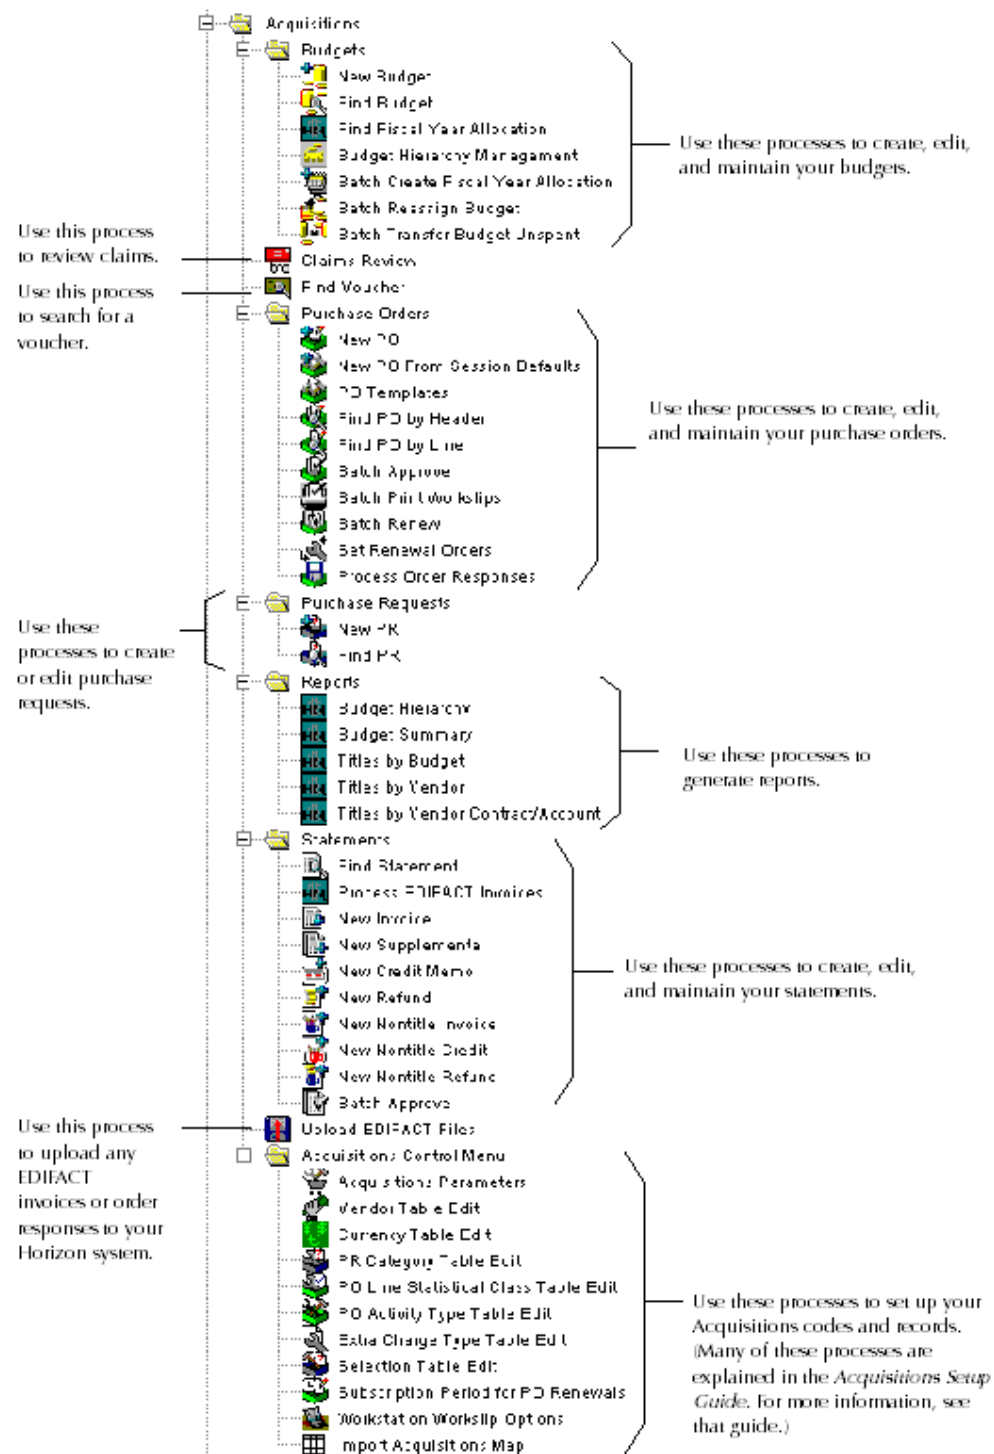 Acquisitions
Budgets
New Budget
Find Budget
Find Fiscal Year Allocation
Budget Hierarchy Management
Batch Create Fiscal Year Allocation
Batch Reassign Budget
Batch Transfer Budget Unspent
Use these processes to create, edit,
and maintain your budgets.
Use this process
to review claims.
Claims Review
Use this process
to search for a
voucher.
Find Voucher
Purchase Orders
New PO
New PO From Session Defaults
PO Templates
Find PO by Header
Find PO by Line
Batch Approve
Batch Print Workslips
Batch Renew
Set Renewal Orders
Process Order Responses
Use these processes to create, edit,
and maintain your purchase orders.
Use these
processes to create
or edit purchase
requests.
Purchase Requests
New PR
Find PR
Reports
Budget Hierarchy
Budget Summary
Titles by Budget
Titles by Vendor
Titles by Vendor Contract/Account
Use these processes to
generate reports.
Statements
Find Statement
Process EDIFACT Invoices
New Invoice
New Supplemental
New Credit Memo
New Refund
New Nontitle Invoice
New Nontitle Credit
New Nontitle Refund
Batch Approve
Use these processes to create, edit,
and maintain your statements.
Use this process
to upload any
EDIFACT
invoices or order
responses to your
Horizon system.
Upload EDIFACT Files
Acquisitions Control Menu
Acquisitions Parameters
Vendor Table Edit
Currency Table Edit
PR Category Table Edit
PO Line Statistical Class Table Edit
PO Activity Type Table Edit
Extra Charge Type Table Edit
Selection Table Edit
Subscription Period for PO Renewals
Workstation Workslip Options
Import Acquisitions Map
Use these processes to set up your
Acquisitions codes and records.
(Many of these processes are
explained in the Acquisitions Setup
Guide. For more information, see
that guide.)